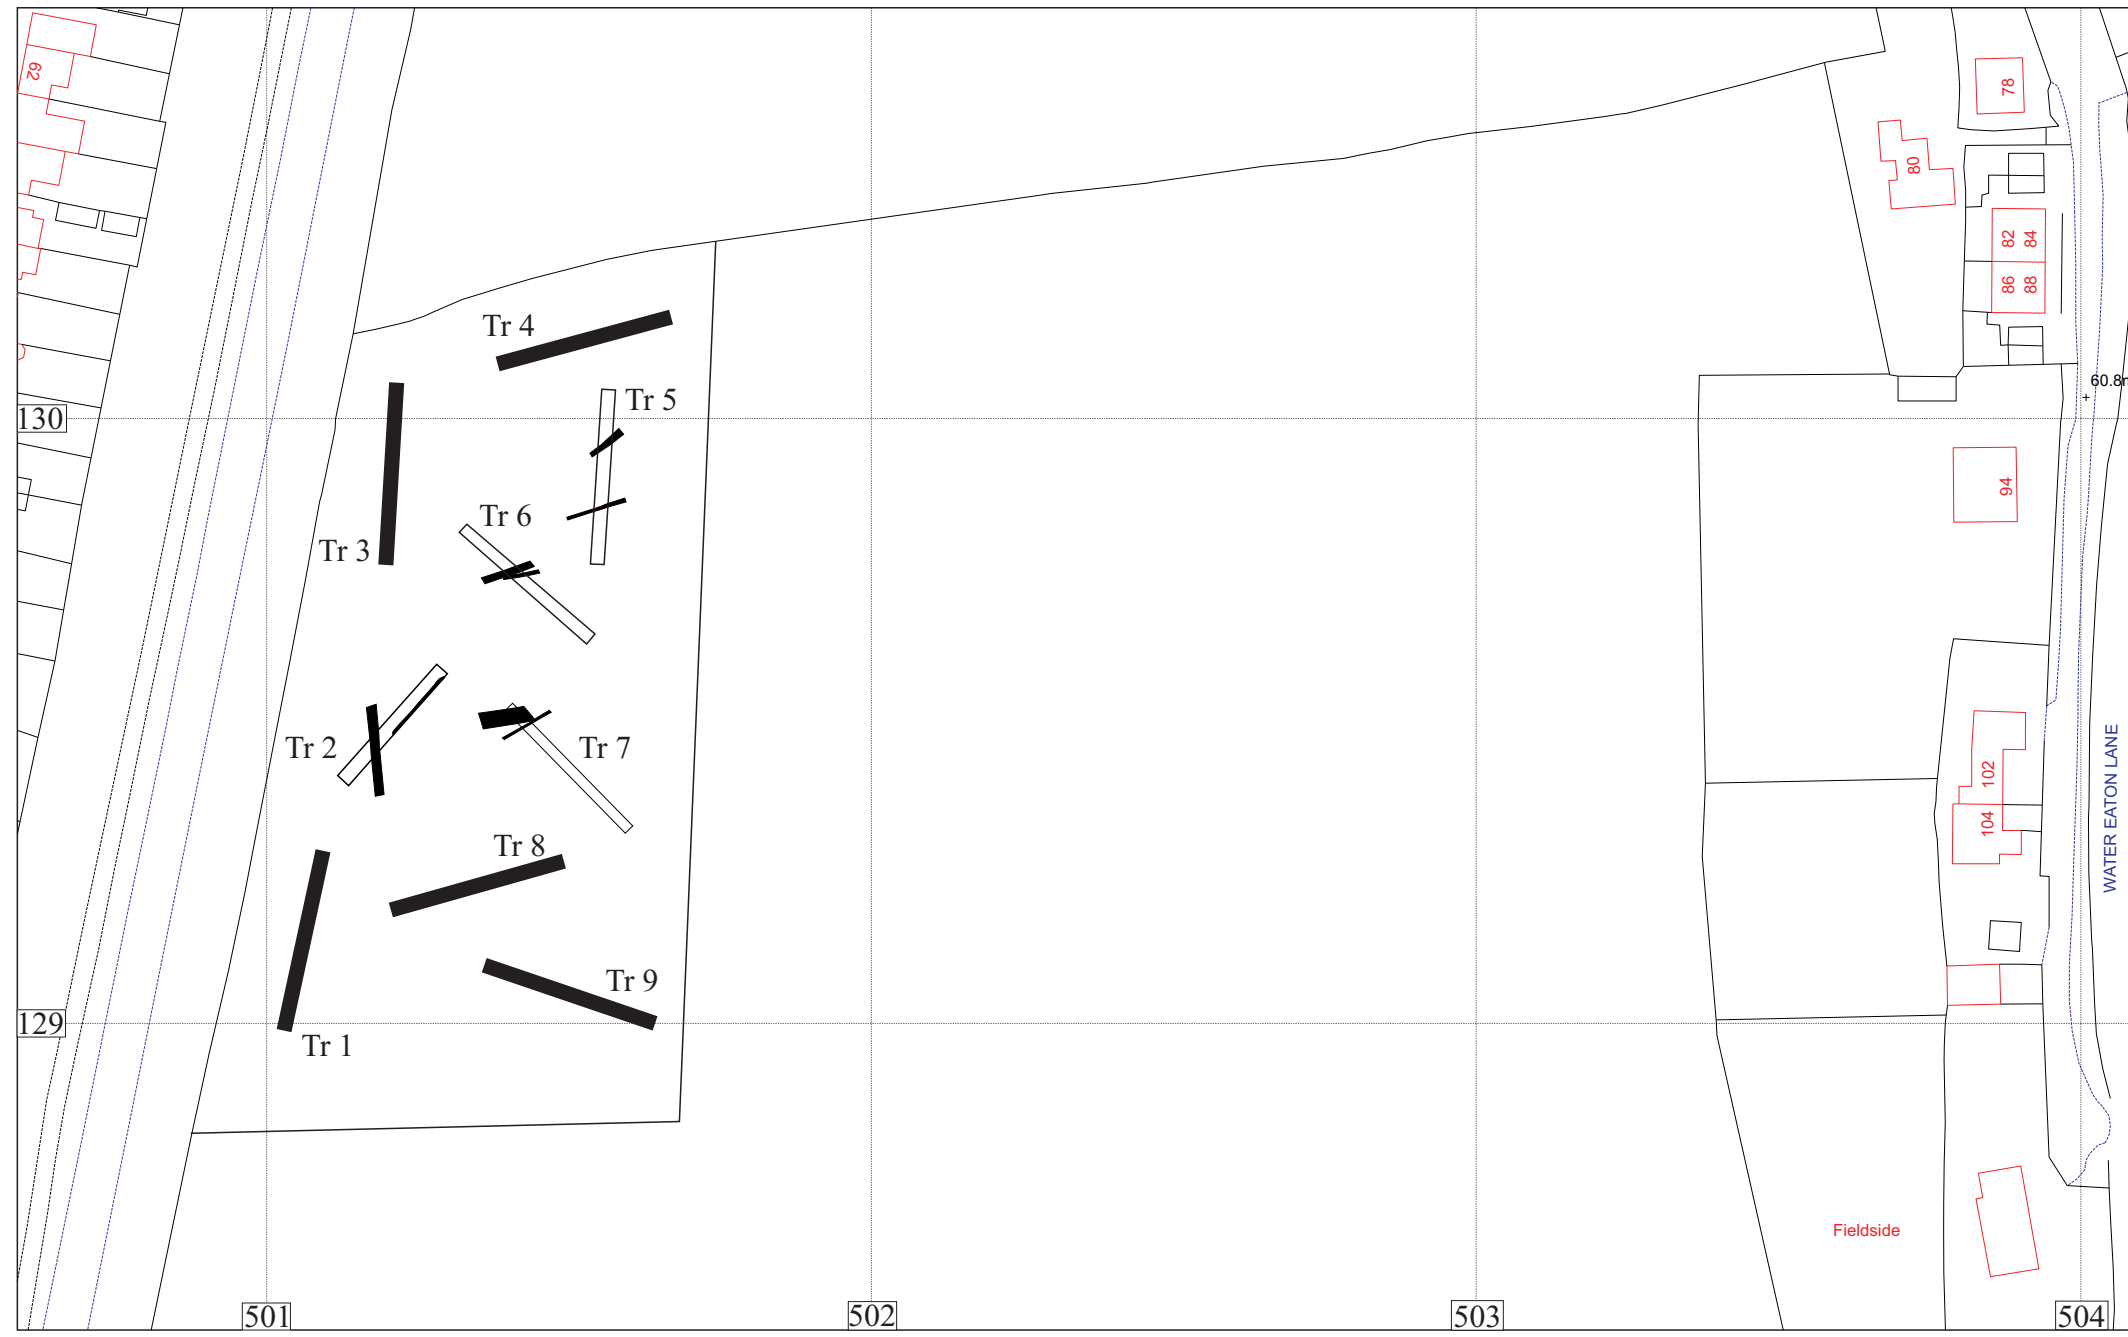 62
78
80
82 84
86 88
Tr 4
60.8
Tr 5
130
94
Tr 6
Tr 3
Tr 2
Tr 7
102
WATER EATON LANE
104
Tr 8
Tr 9
129
Tr 1
Fieldside
501
502
503
504